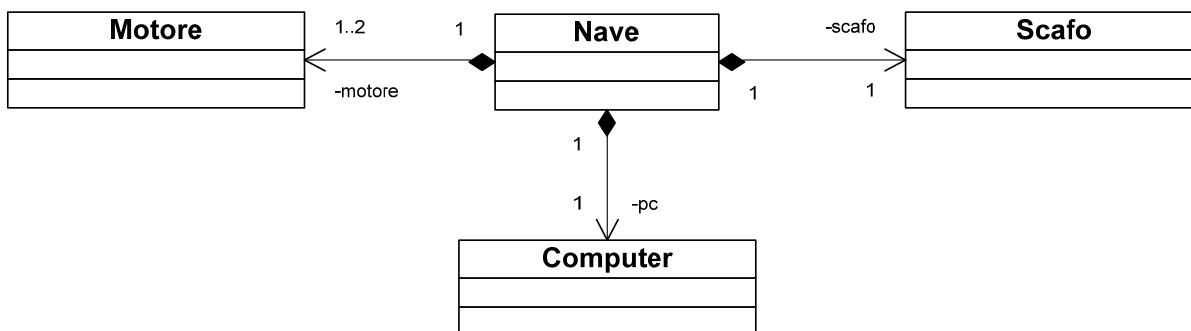 Motore
1..2
1
-motore
Nave
-scafo
1
1
Scafo
1
1
-pc
Computer